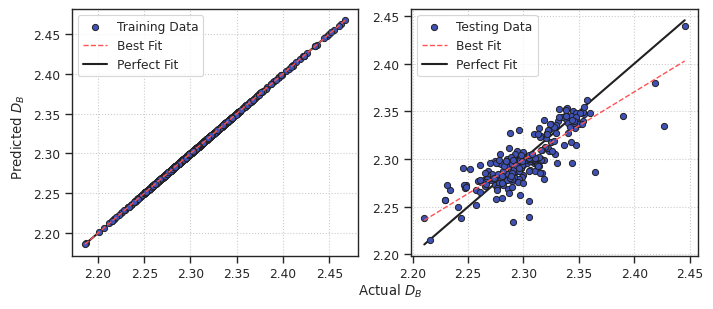 Training Data
Best Fit
Perfect Fit
Predicted D_B
2.45
2.40
2.35
2.30
2.25
2.20
2.20 2.25 2.30 2.35 2.40 2.45
Testing Data
Best Fit
Perfect Fit
2.45
2.40
2.35
2.30
2.25
2.20
2.20 2.25 2.30 2.35 2.40 2.45
Actual D_B